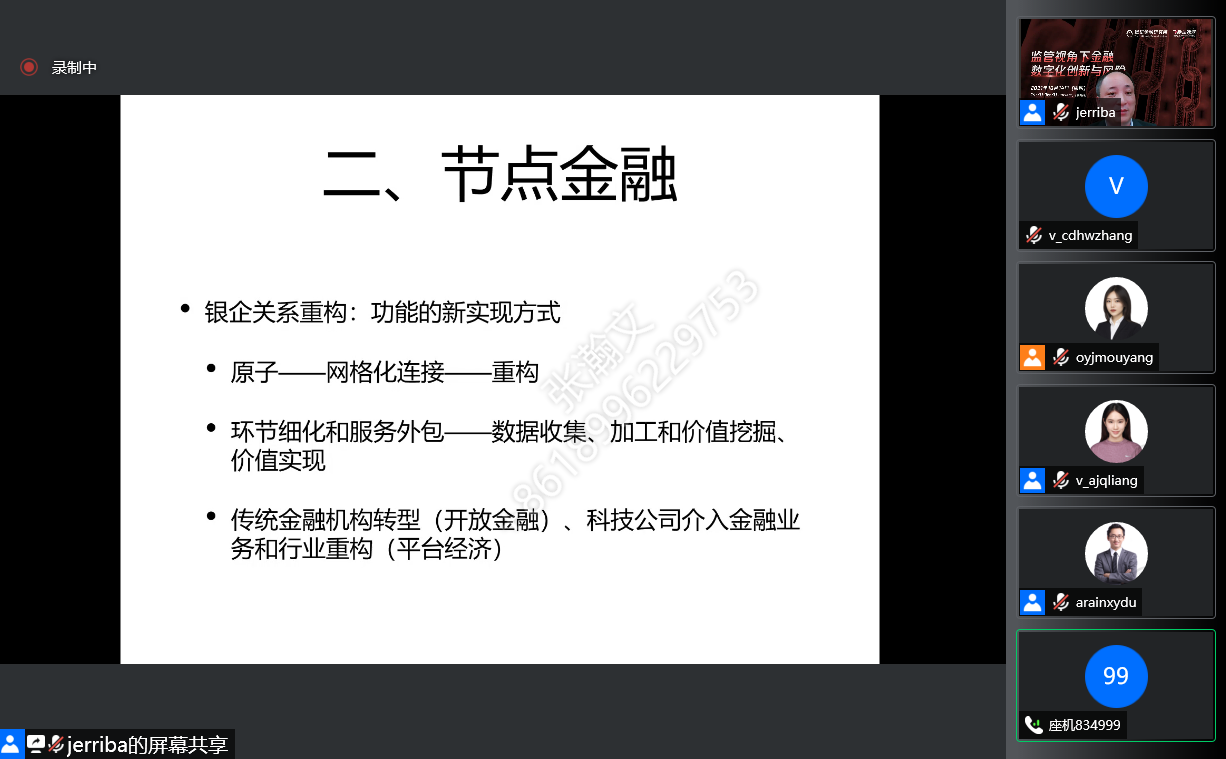 录制中
二、节点金融
• 银企关系重构：功能的新实现方式
• 原子——网格化连接——重构
• 环节细化和服务外包——数据收集、加工和价值挖掘、
价值实现
• 传统金融机构转型（开放金融）、科技公司介入金融业
务和行业重构（平台经济）
张瀚文
8618996229753
jerriba的屏幕共享
监管视角下金融
数字化创新与风险
jerriba
V
v_cdhwzhang
oyjmouyang
v_ajqliang
arainxydu
99
座机834999